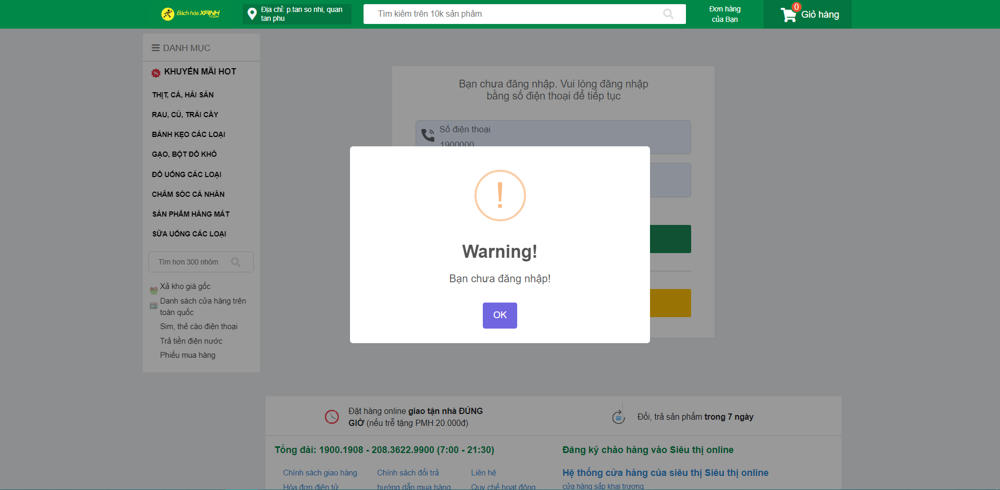 Bách hóa XANH
.COM
Địa chỉ: p.tan so nhi, quan
tan phu
Tìm kiếm trên 10k sản phẩm
Đơn hàng
của Bạn
0
Giỏ hàng
DANH MỤC
KHUYẾN MÃI HOT
THỊT, CÁ, HẢI SẢN
RAU, CỦ, TRÁI CÂY
BÁNH KẸO CÁC LOẠI
GẠO, BỘT ĐỒ KHÔ
ĐỒ UỐNG CÁC LOẠI
CHĂM SÓC CÁ NHÂN
SẢN PHẨM HÀNG MÁT
SỮA UỐNG CÁC LOẠI
Tìm hơn 300 nhóm
Xả kho giá gốc
Danh sách cửa hàng trên
toàn quốc
Sim, thẻ cào điện thoại
Trả tiền điện nước
Phiếu mua hàng
Bạn chưa đăng nhập. Vui lòng đăng nhập
bằng số điện thoại để tiếp tục
Số điện thoại
1900000
!
Warning!
Bạn chưa đăng nhập!
OK
Đặt hàng online giao tận nhà ĐÚNG
GIỜ (nếu trễ tặng PMH 20.000đ)
Đổi, trả sản phẩm trong 7 ngày
Tổng đài: 1900.1908 - 208.3622.9900 (7:00 - 21:30)
Chính sách giao hàng
Chính sách đổi trả
Liên hệ
Hóa đơn điện tử
hướng dẫn mua hàng
Quy chế hoạt động
Đăng ký chào hàng vào Siêu thị online
Hệ thống cửa hàng của siêu thị Siêu thị online
cửa hàng sắp khai trương